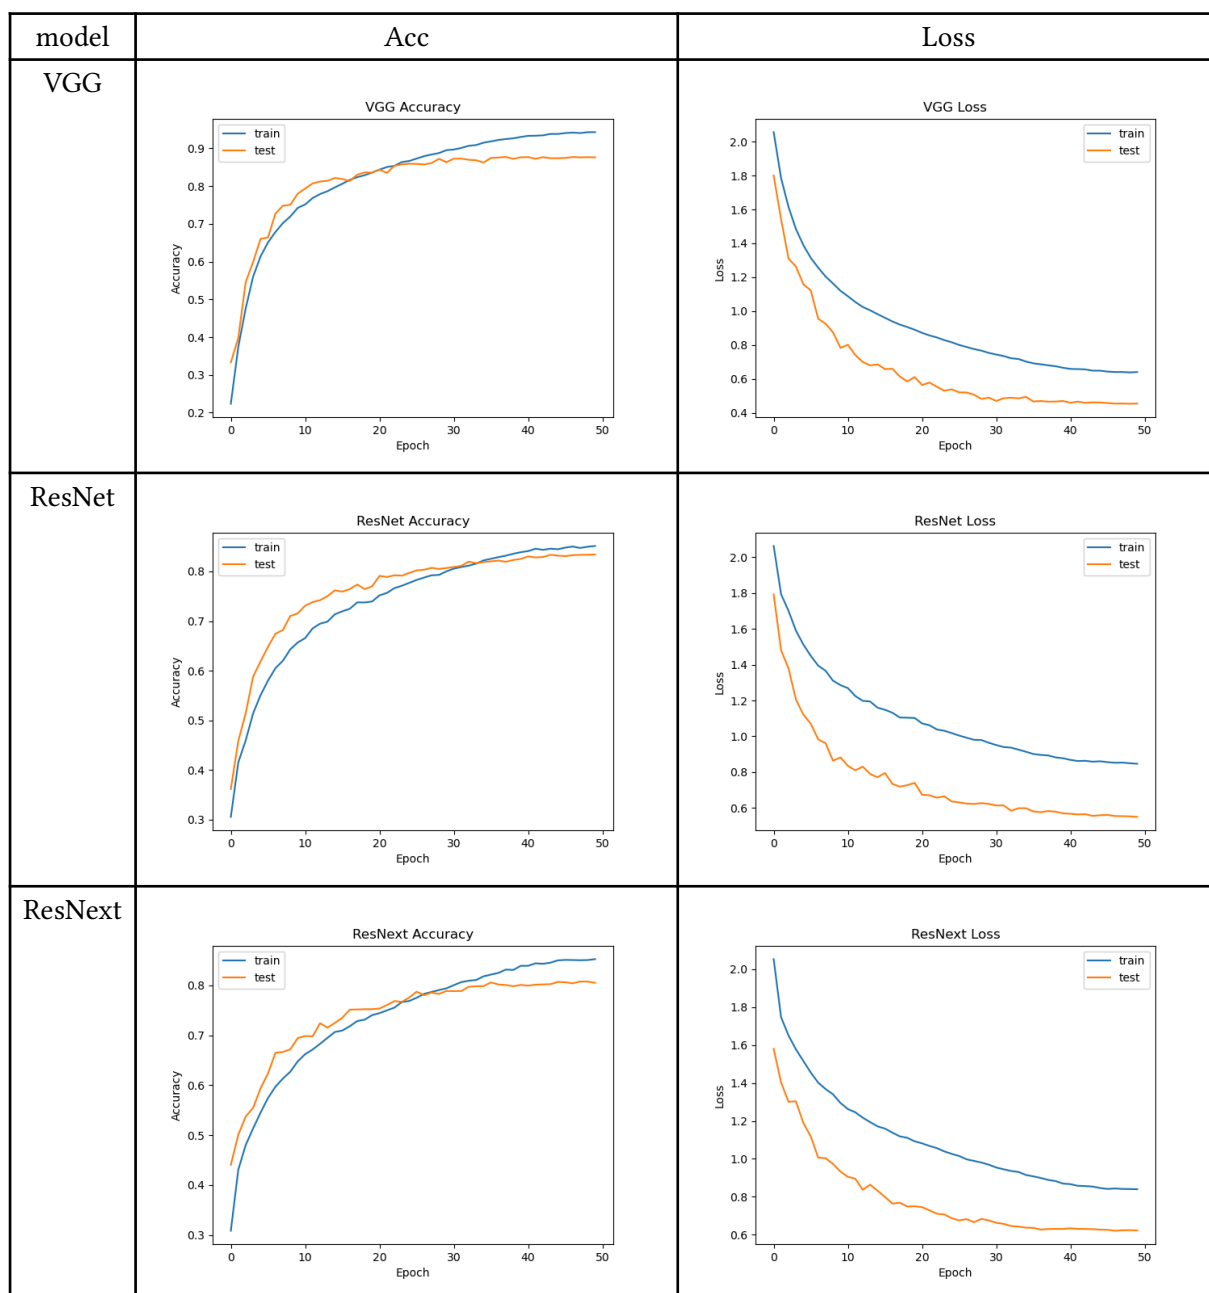 model Acc Loss
VGG
VGG Accuracy
train
test
0.9
0.8
0.7
0.6
0.5
0.4
0.3
0.2
Accuracy
0 10 20 30 40 50
Epoch
VGG Loss
train
test
2.0
1.8
1.6
1.4
1.2
1.0
0.8
0.6
0.4
Loss
0 10 20 30 40 50
Epoch
ResNet
ResNet Accuracy
train
test
0.8
0.7
0.6
0.5
0.4
0.3
Accuracy
0 10 20 30 40 50
Epoch
ResNet Loss
train
test
2.0
1.8
1.6
1.4
1.2
1.0
0.8
0.6
Loss
0 10 20 30 40 50
Epoch
ResNext
ResNext Accuracy
train
test
0.8
0.7
0.6
0.5
0.4
0.3
Accuracy
0 10 20 30 40 50
Epoch
ResNext Loss
train
test
2.0
1.8
1.6
1.4
1.2
1.0
0.8
0.6
Loss
0 10 20 30 40 50
Epoch